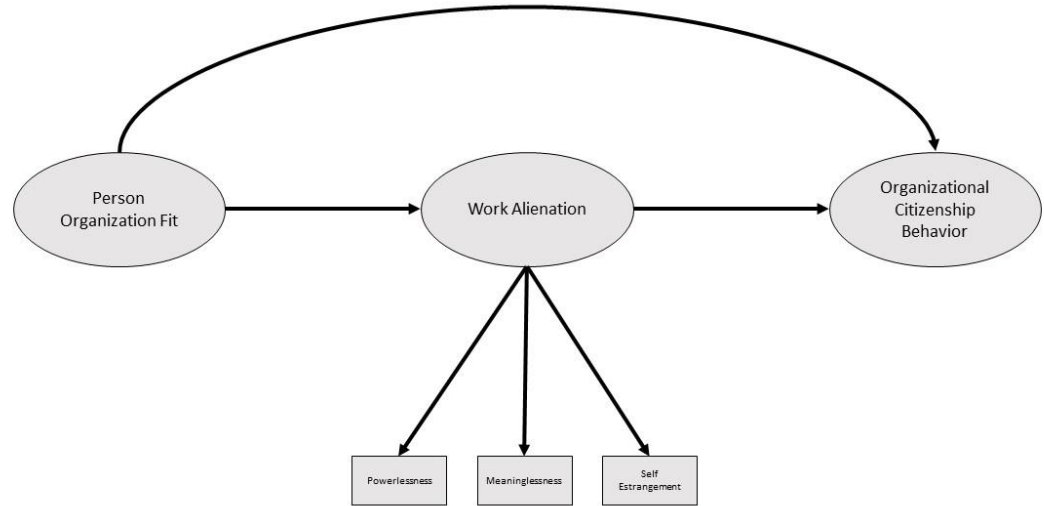 Person
Organization Fit
Work Alienation
Organizational
Citizenship
Behavior
Powerlessness
Meaninglessness
Self
Estrangement